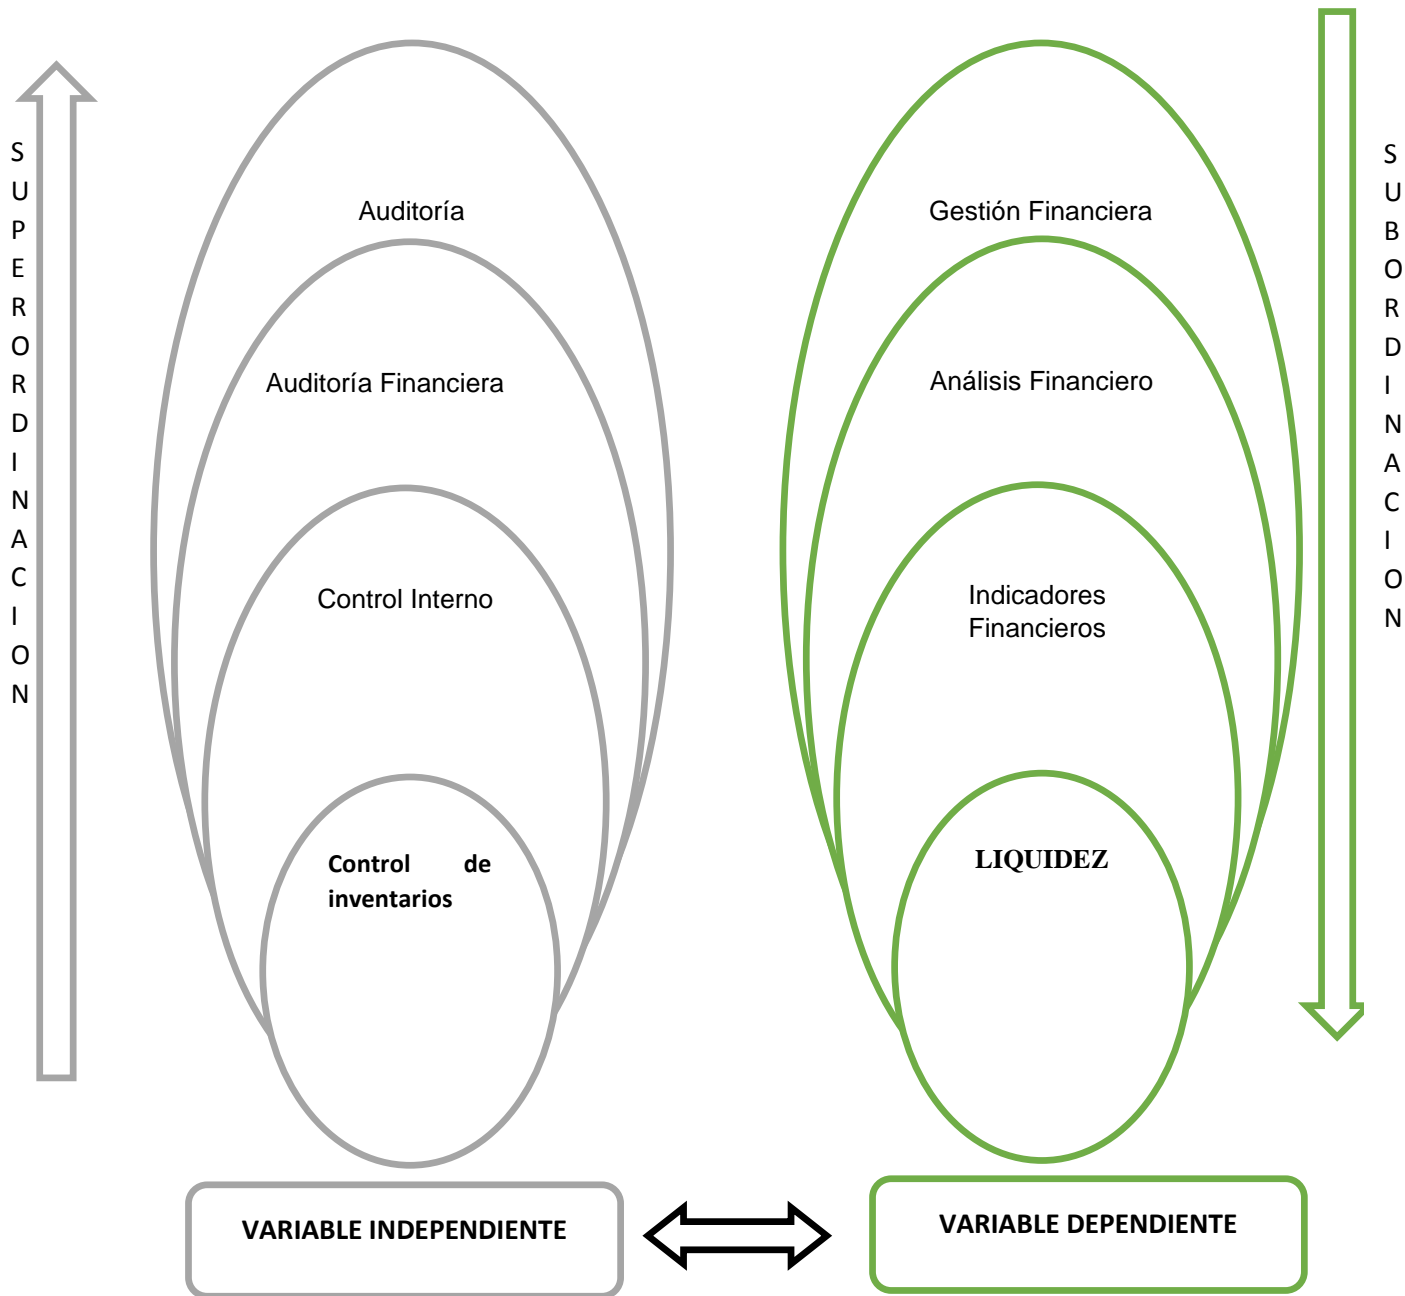 SUPERORDINACION
Auditoría
Auditoría Financiera
Control Interno
Control de
inventarios
VARIABLE INDEPENDIENTE
Gestión Financiera
Análisis Financiero
Indicadores
Financieros
LIQUIDEZ
VARIABLE DEPENDIENTE
SUBORDINACION